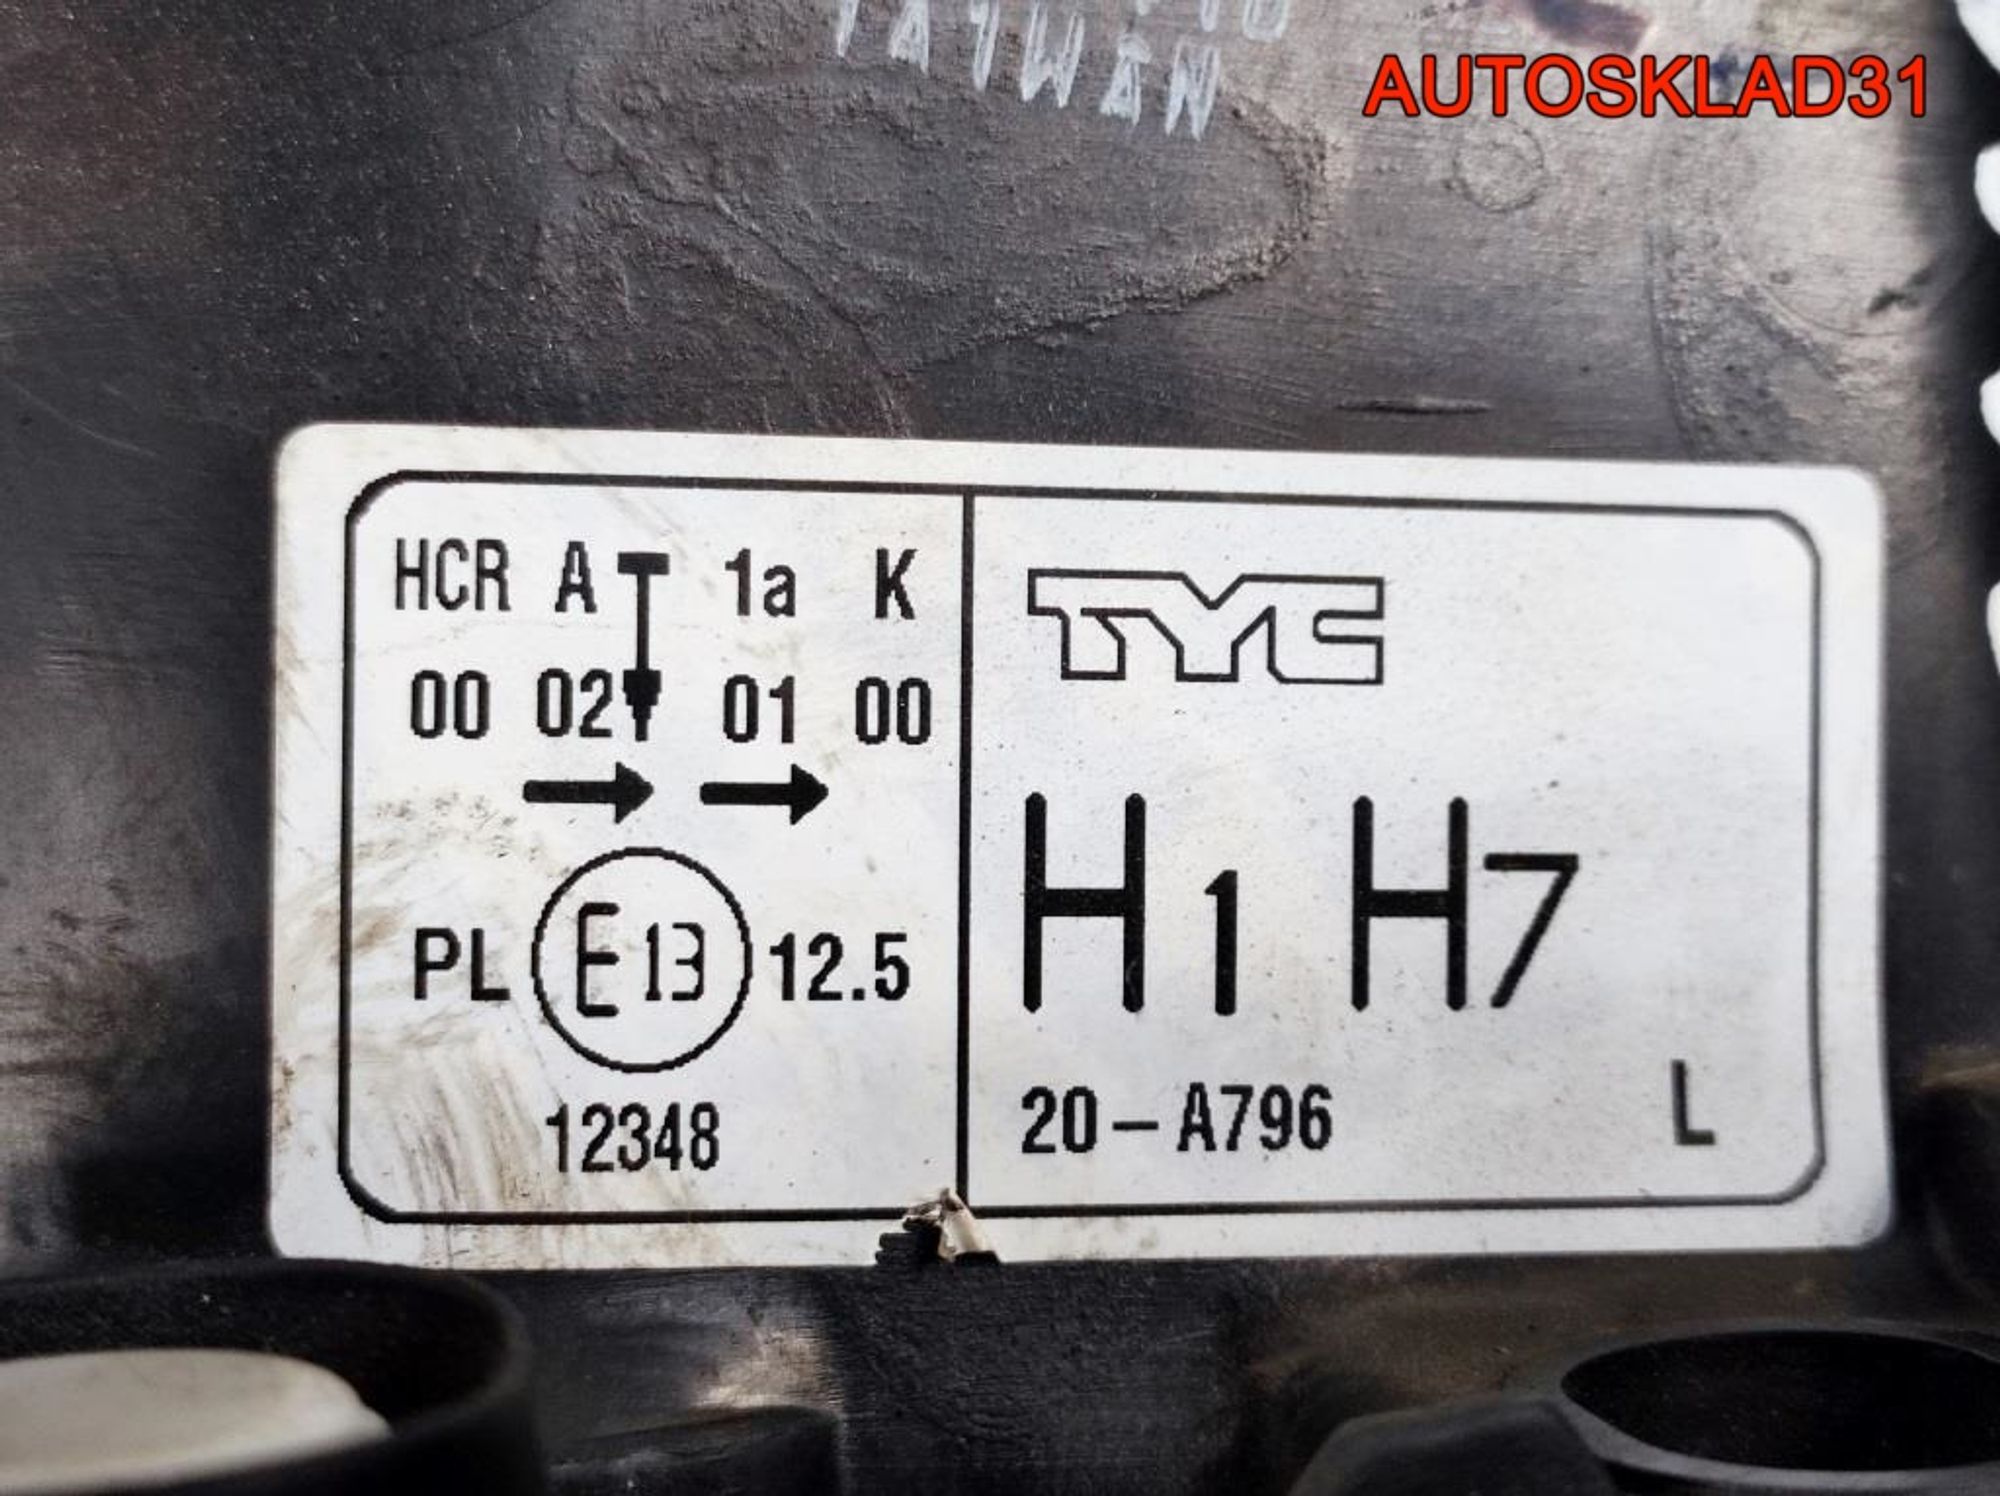 TAIWAN
AUTOSKLAD31
HCR A 1a K
00 02 01 00
→ →
PL E13 12.5
12348
TYC
H1 H7
20-A796 L